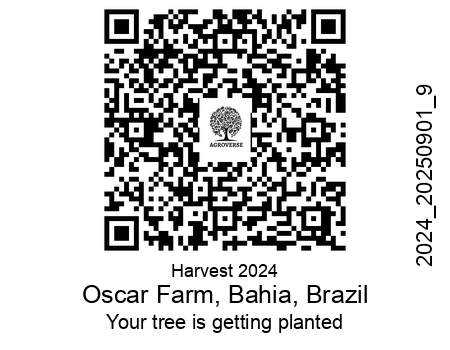 AGROVERSE
Harvest 2024
Oscar Farm, Bahia, Brazil
Your tree is getting planted
2024_20250901_9